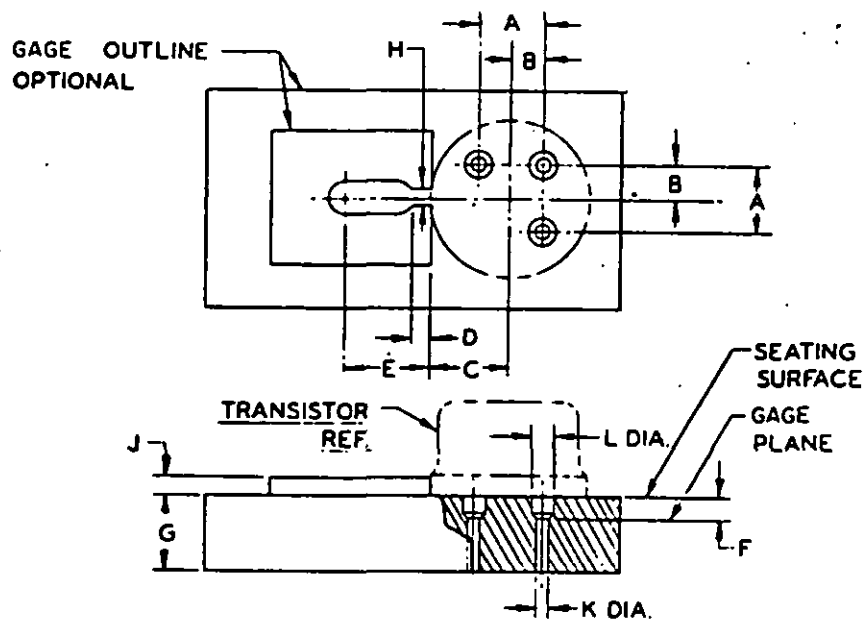 GAGE OUTLINE
OPTIONAL
H
A
B
B
A
D
E
C
SEATING
SURFACE
TRANSISTOR
REF.
L DIA.
GAGE
PLANE
J
G
F
K DIA.